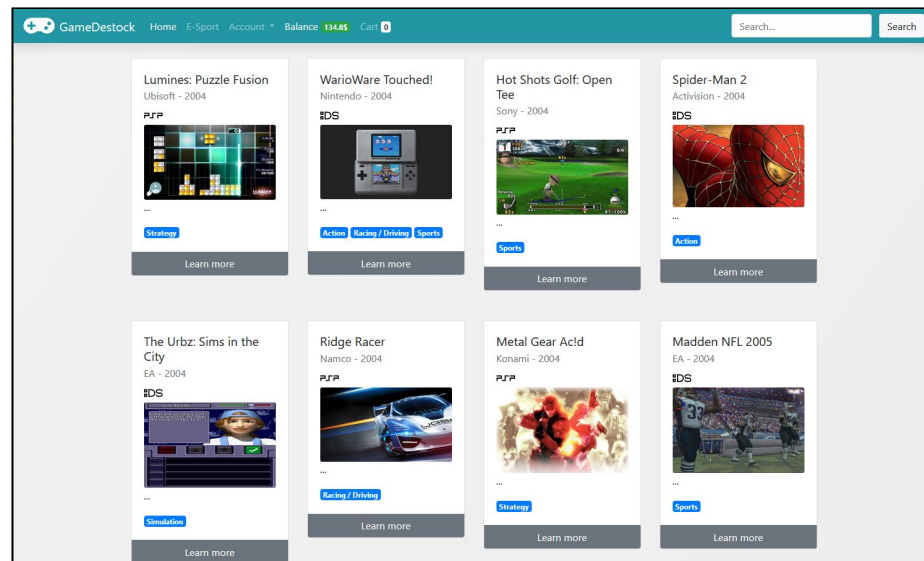 GameDestock Home E-Sport Account Balance 134.8$ Cart 0 Search... Search
Lumines: Puzzle Fusion
Ubisoft - 2004
PSP
...
Strategy
Learn more
WarioWare Touched!
Nintendo - 2004
DS
...
Action Racing / Driving Sports
Learn more
Hot Shots Golf: Open
Tee
Sony - 2004
PSP
...
Sports
Learn more
Spider-Man 2
Activision - 2004
DS
...
Action
Learn more
The Urbz: Sims in the
City
EA - 2004
DS
...
Simulation
Learn more
Ridge Racer
Namco - 2004
PSP
...
Racing / Driving
Learn more
Metal Gear Ac!d
Konami - 2004
PSP
...
Strategy
Learn more
Madden NFL 2005
EA - 2004
DS
33
...
Sports
Learn more